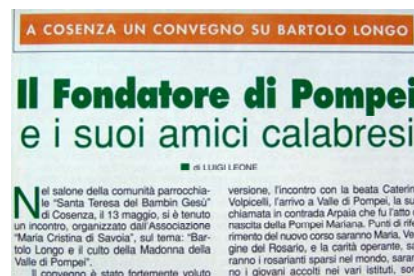 A COSENZA UN CONVEGNO SU BARTOLO LONGO
Il Fondatore di Pompei
e i suoi amici calabresi
di LUIGI LEONE
Nel salone della comunità parrocchia-
le "Santa Teresa del Bambin Gesù"
di Cosenza, il 13 maggio, si è tenuto
un incontro, organizzato dall'Associazione
"Maria Cristina di Savoia", sul tema: "Bar-
tolo Longo e il culto della Madonna della
Valle di Pompei".
Il convegno è stato fortemente voluto
versione, l'incontro con la beata Caterin
Volpicelli, l'arrivo a Valle di Pompei, la su
chiamata in contrada Arpaia che fu l'atto
nascita della Pompei Mariana. Punti di rife
rimento del nuovo corso saranno Maria, Ve
gine del Rosario, e la carità operante, sa
ranno i rosarianti sparsi nel mondo, saran
no i giovani accolti nei vari istituti,